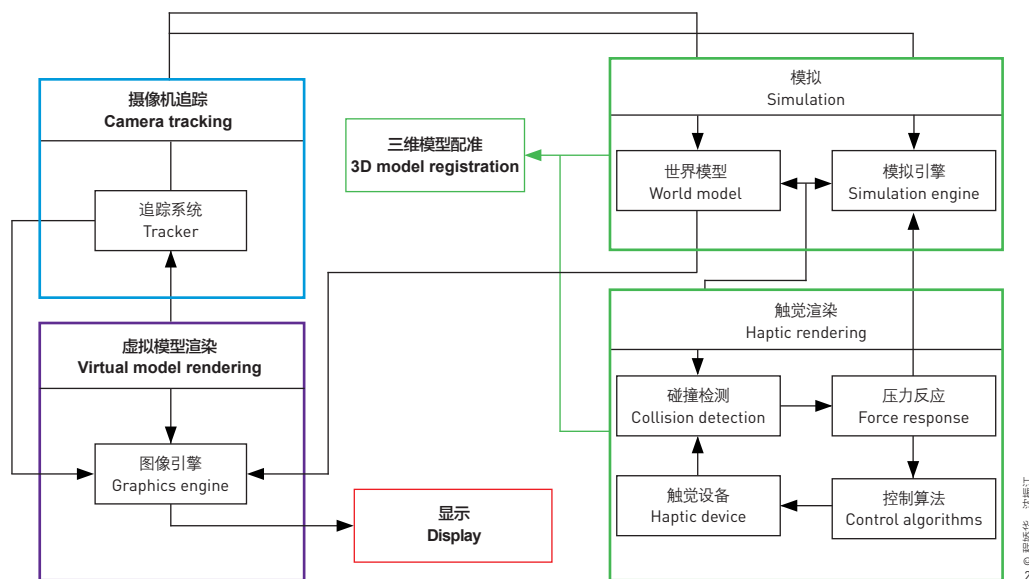 摄像机追踪
Camera tracking
追踪系统
Tracker
虚拟模型渲染
Virtual model rendering
图像引擎
Graphics engine
三维模型配准
3D model registration
显示
Display
模拟
Simulation
世界模型
World model
模拟引擎
Simulation engine
触觉渲染
Haptic rendering
碰撞检测
Collision detection
压力反应
Force response
触觉设备
Haptic device
控制算法
Control algorithms
2